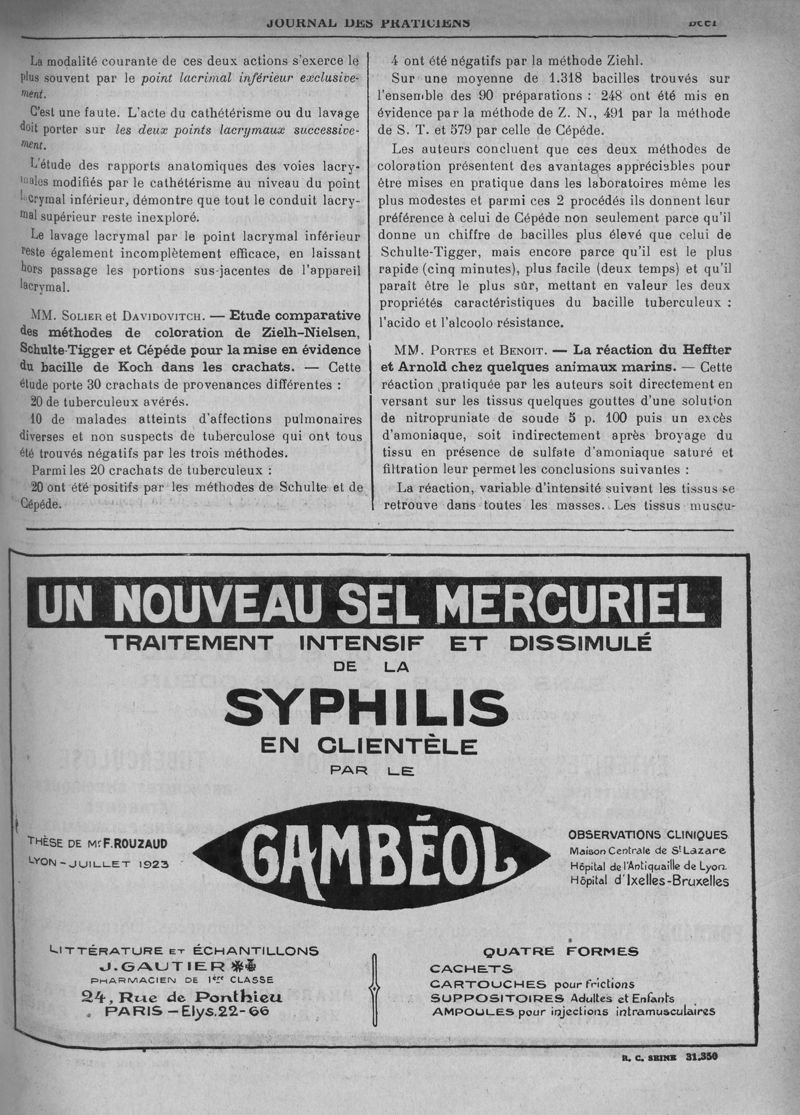 JOURNAL DES PRATICIENS
DCCI
La modalité courante de ces deux actions s'exerce le
plus souvent par le point lacrimal inférieur exclusive-
ment.
C'est une faute. L'acte du cathétérisme ou du lavage
doit porter sur les deux points lacrymaux successive-
ment.
L'étude des rapports anatomiques des voies lacry-
males modifiés par le cathétérisme au niveau du point
lacrymal inférieur, démontre que tout le conduit lacry-
mal supérieur reste inexploré.
Le lavage lacrymal par le point lacrymal inférieur
reste également incomplètement efficace, en laissant
hors passage les portions sus-jacentes de l'appareil
lacrymal.
MM. SOLIER et DAVIDOVITCH. — Etude comparative
des méthodes de coloration de Zielh-Nielsen,
Schulte-Tigger et Gépéde pour la mise en évidence
du bacille de Koch dans les crachats. — Cette
étude porte 30 crachats de provenances différentes :
20 de tuberculeux avérés.
10 de malades atteints d'affections pulmonaires
diverses et non suspects de tuberculose qui ont tous
été trouvés négatifs par les trois méthodes.
Parmi les 20 crachats de tuberculeux :
20 ont été positifs par les méthodes de Schulte et de
Cépéde.
4 ont été négatifs par la méthode Ziehl.
Sur une moyenne de 1.318 bacilles trouvés sur
l'ensemble des 90 préparations : 248 ont été mis en
évidence par la méthode de Z. N., 491 par la méthode
de S. T. et 579 par celle de Cépéde.
Les auteurs concluent que ces deux méthodes de
coloration présentent des avantages appréciables pour
être mises en pratique dans les laboratoires même les
plus modestes et parmi ces 2 procédés ils donnent leur
préférence à celui de Cépéde non seulement parce qu'il
donne un chiffre de bacilles plus élevé que celui de
Schulte-Tigger, mais encore parce qu'il est le plus
rapide (cinq minutes), plus facile (deux temps) et qu'il
paraît être le plus sûr, mettant en valeur les deux
propriétés caractéristiques du bacille tuberculeux :
l'acido et l'alcoolo résistance.
MM. PORTES et BENOIT. — La réaction du Heffter
et Arnold chez quelques animaux marins. — Cette
réaction pratiquée par les auteurs soit directement en
versant sur les tissus quelques gouttes d'une solution
de nitropruniate de soude 5 p. 100 puis un excès
d'amoniaque, soit indirectement après broyage du
tissu en présence de sulfate d'amoniaque saturé et
filtration leur permet les conclusions suivantes :
La réaction, variable d'intensité suivant les tissus se
retrouve dans toutes les masses. Les tissus muscu-
UN NOUVEAU SEL MERCURIEL
TRAITEMENT INTENSIF ET DISSIMULÉ
DE LA
SYPHILIS
EN CLIENTÈLE
PAR LE
GAMBÉOL
THÈSE DE Mr F. ROUZAUD
LYON - JUILLET 1923
OBSERVATIONS CLINIQUES
Maison Centrale de St Lazare
Hôpital de l'Antiquaille de Lyon.
Hôpital d'Ixelles-Bruxelles
LITTÉRATURE ET ÉCHANTILLONS
J. GAUTIER
PHARMACIEN DE 1ère CLASSE
24, Rue de Ponthieu
PARIS - Elys. 22-66
QUATRE FORMES
CACHETS
CARTOUCHES pour frictions
SUPPOSITOIRES Adultes et Enfants
AMPOULES pour injections intramusculaires
R. C. SEINE 31.350